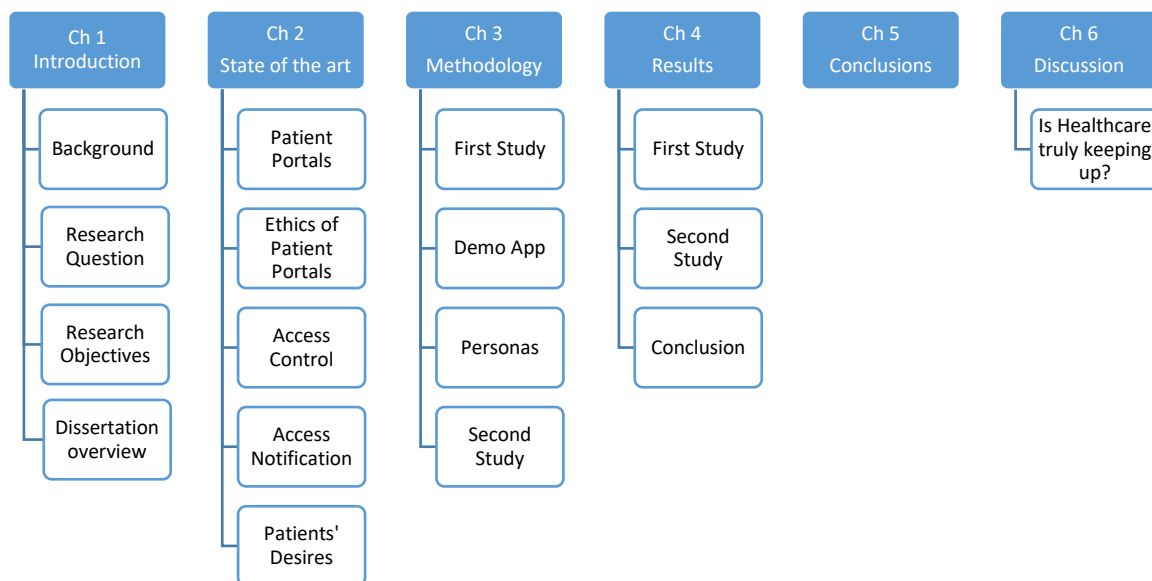 Ch 1
Introduction
Background
Research
Question
Research
Objectives
Dissertation
overview
Ch 2
State of the art
Patient
Portals
Ethics of
Patient
Portals
Access
Control
Access
Notification
Patients'
Desires
Ch 3
Methodology
First Study
Demo App
Personas
Second
Study
Ch 4
Results
First Study
Second
Study
Conclusion
Ch 5
Conclusions
Ch 6
Discussion
Is Healthcare
truly keeping
up?